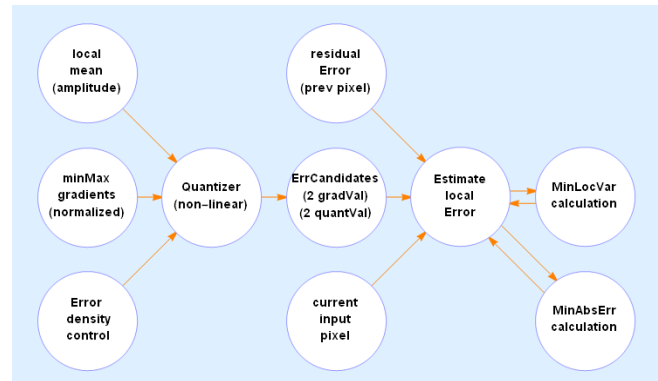 local
mean
(amplitude)
residual
Error
(prev pixel)
minMax
gradients
(normalized)
Quantizer
(non−linear)
ErrCandidates
(2 gradVal)
(2 quantVal)
Estimate
local
Error
MinLocVar
calculation
Error
density
control
current
input
pixel
MinAbsErr
calculation